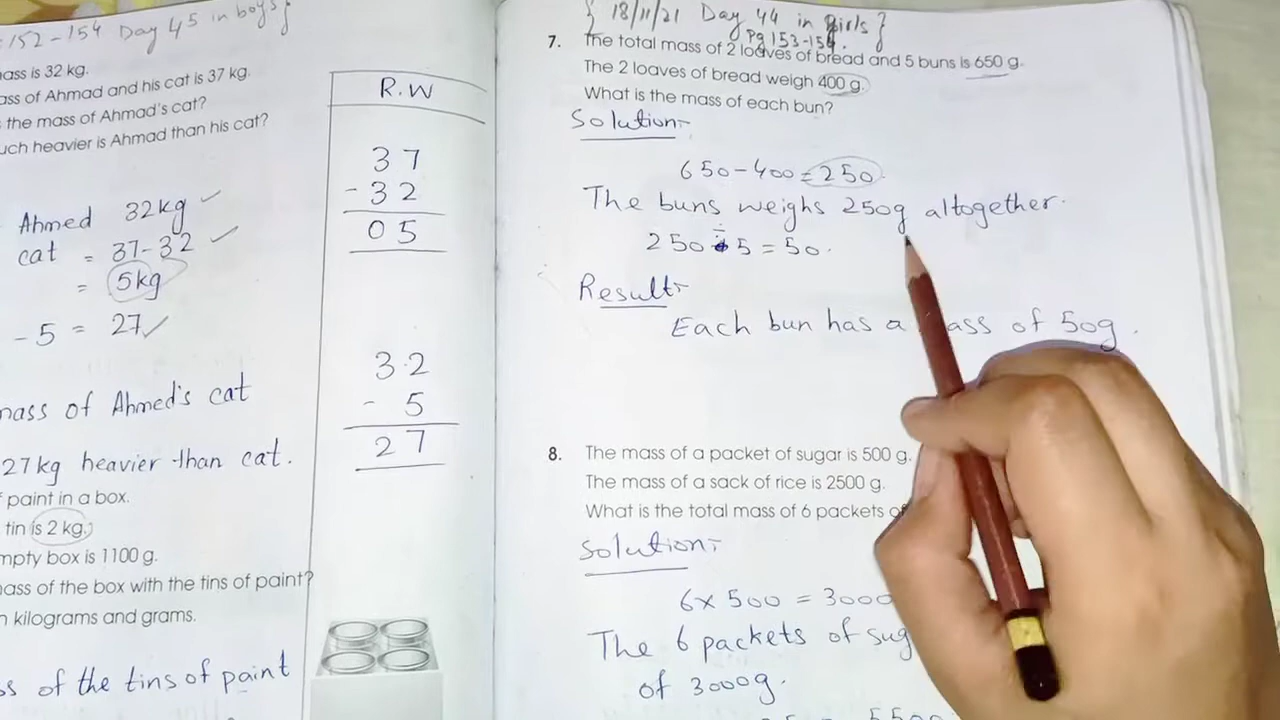 152-154 Day 45 in boys}
mass is 32 kg.
ass of Ahmad and his cat is 37 kg.
the mass of Ahmad's cat?
uch heavier is Ahmad than his cat?
Ahmed 32kg
cat = 37-32
= 5kg
- 5 = 27
mass of Ahmed's cat
27kg heavier than cat.
paint in a box.
tin is 2 kg.
mpty box is 1100 g.
ass of the box with the tins of paint?
n kilograms and grams.
of the tins of paint
R.W
37
-32
05
3.2
- 5
27
{ 18/11/21 Day 44 in girls }
Pg 153-154.
7. The total mass of 2 loaves of bread and 5 buns is 650 g.
The 2 loaves of bread weigh 400 g.
What is the mass of each bun?
Solution:-
650-400=250
The buns weighs 250g altogether.
250÷5=50.
Result:-
Each bun has a ass of 50g.
8. The mass of a packet of sugar is 500 g.
The mass of a sack of rice is 2500 g.
What is the total mass of 6 packets
Solution:-
6x 500 = 3000
The 6 packets of sug
of 3000g.